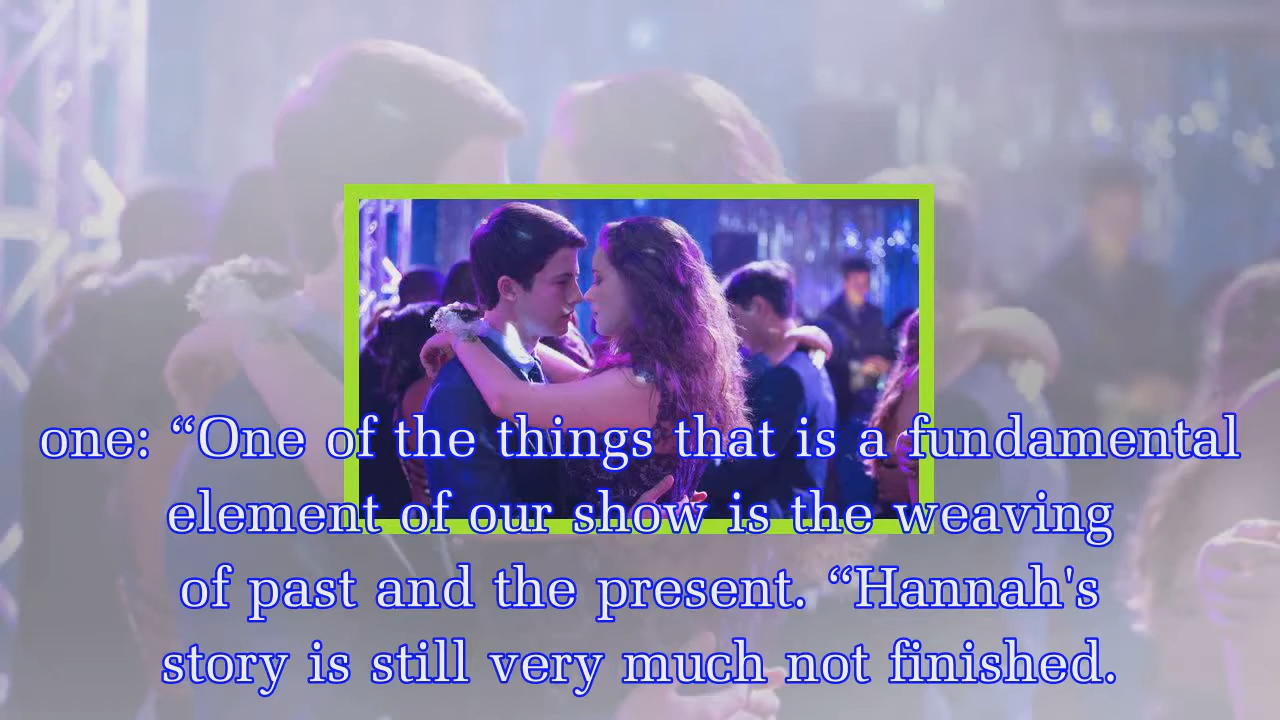 one: “One of the things that is a fundamental
element of our show is the weaving
of past and the present. “Hannah's
story is still very much not finished.